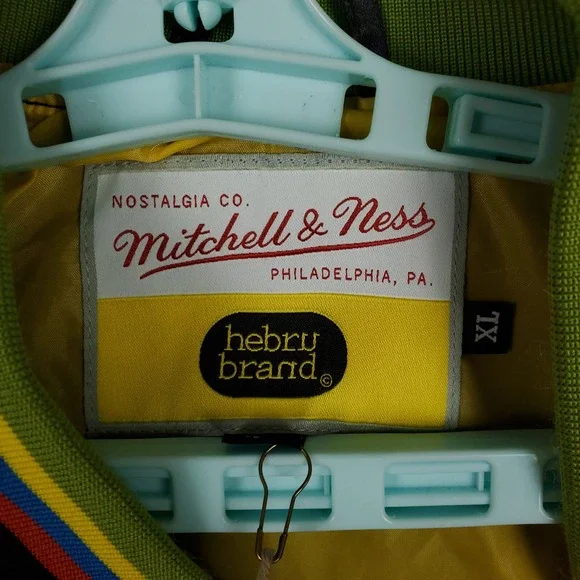 NOSTALGIA CO.
Mitchell & Ness
PHILADELPHIA, PA.
hebru
brand©
XL